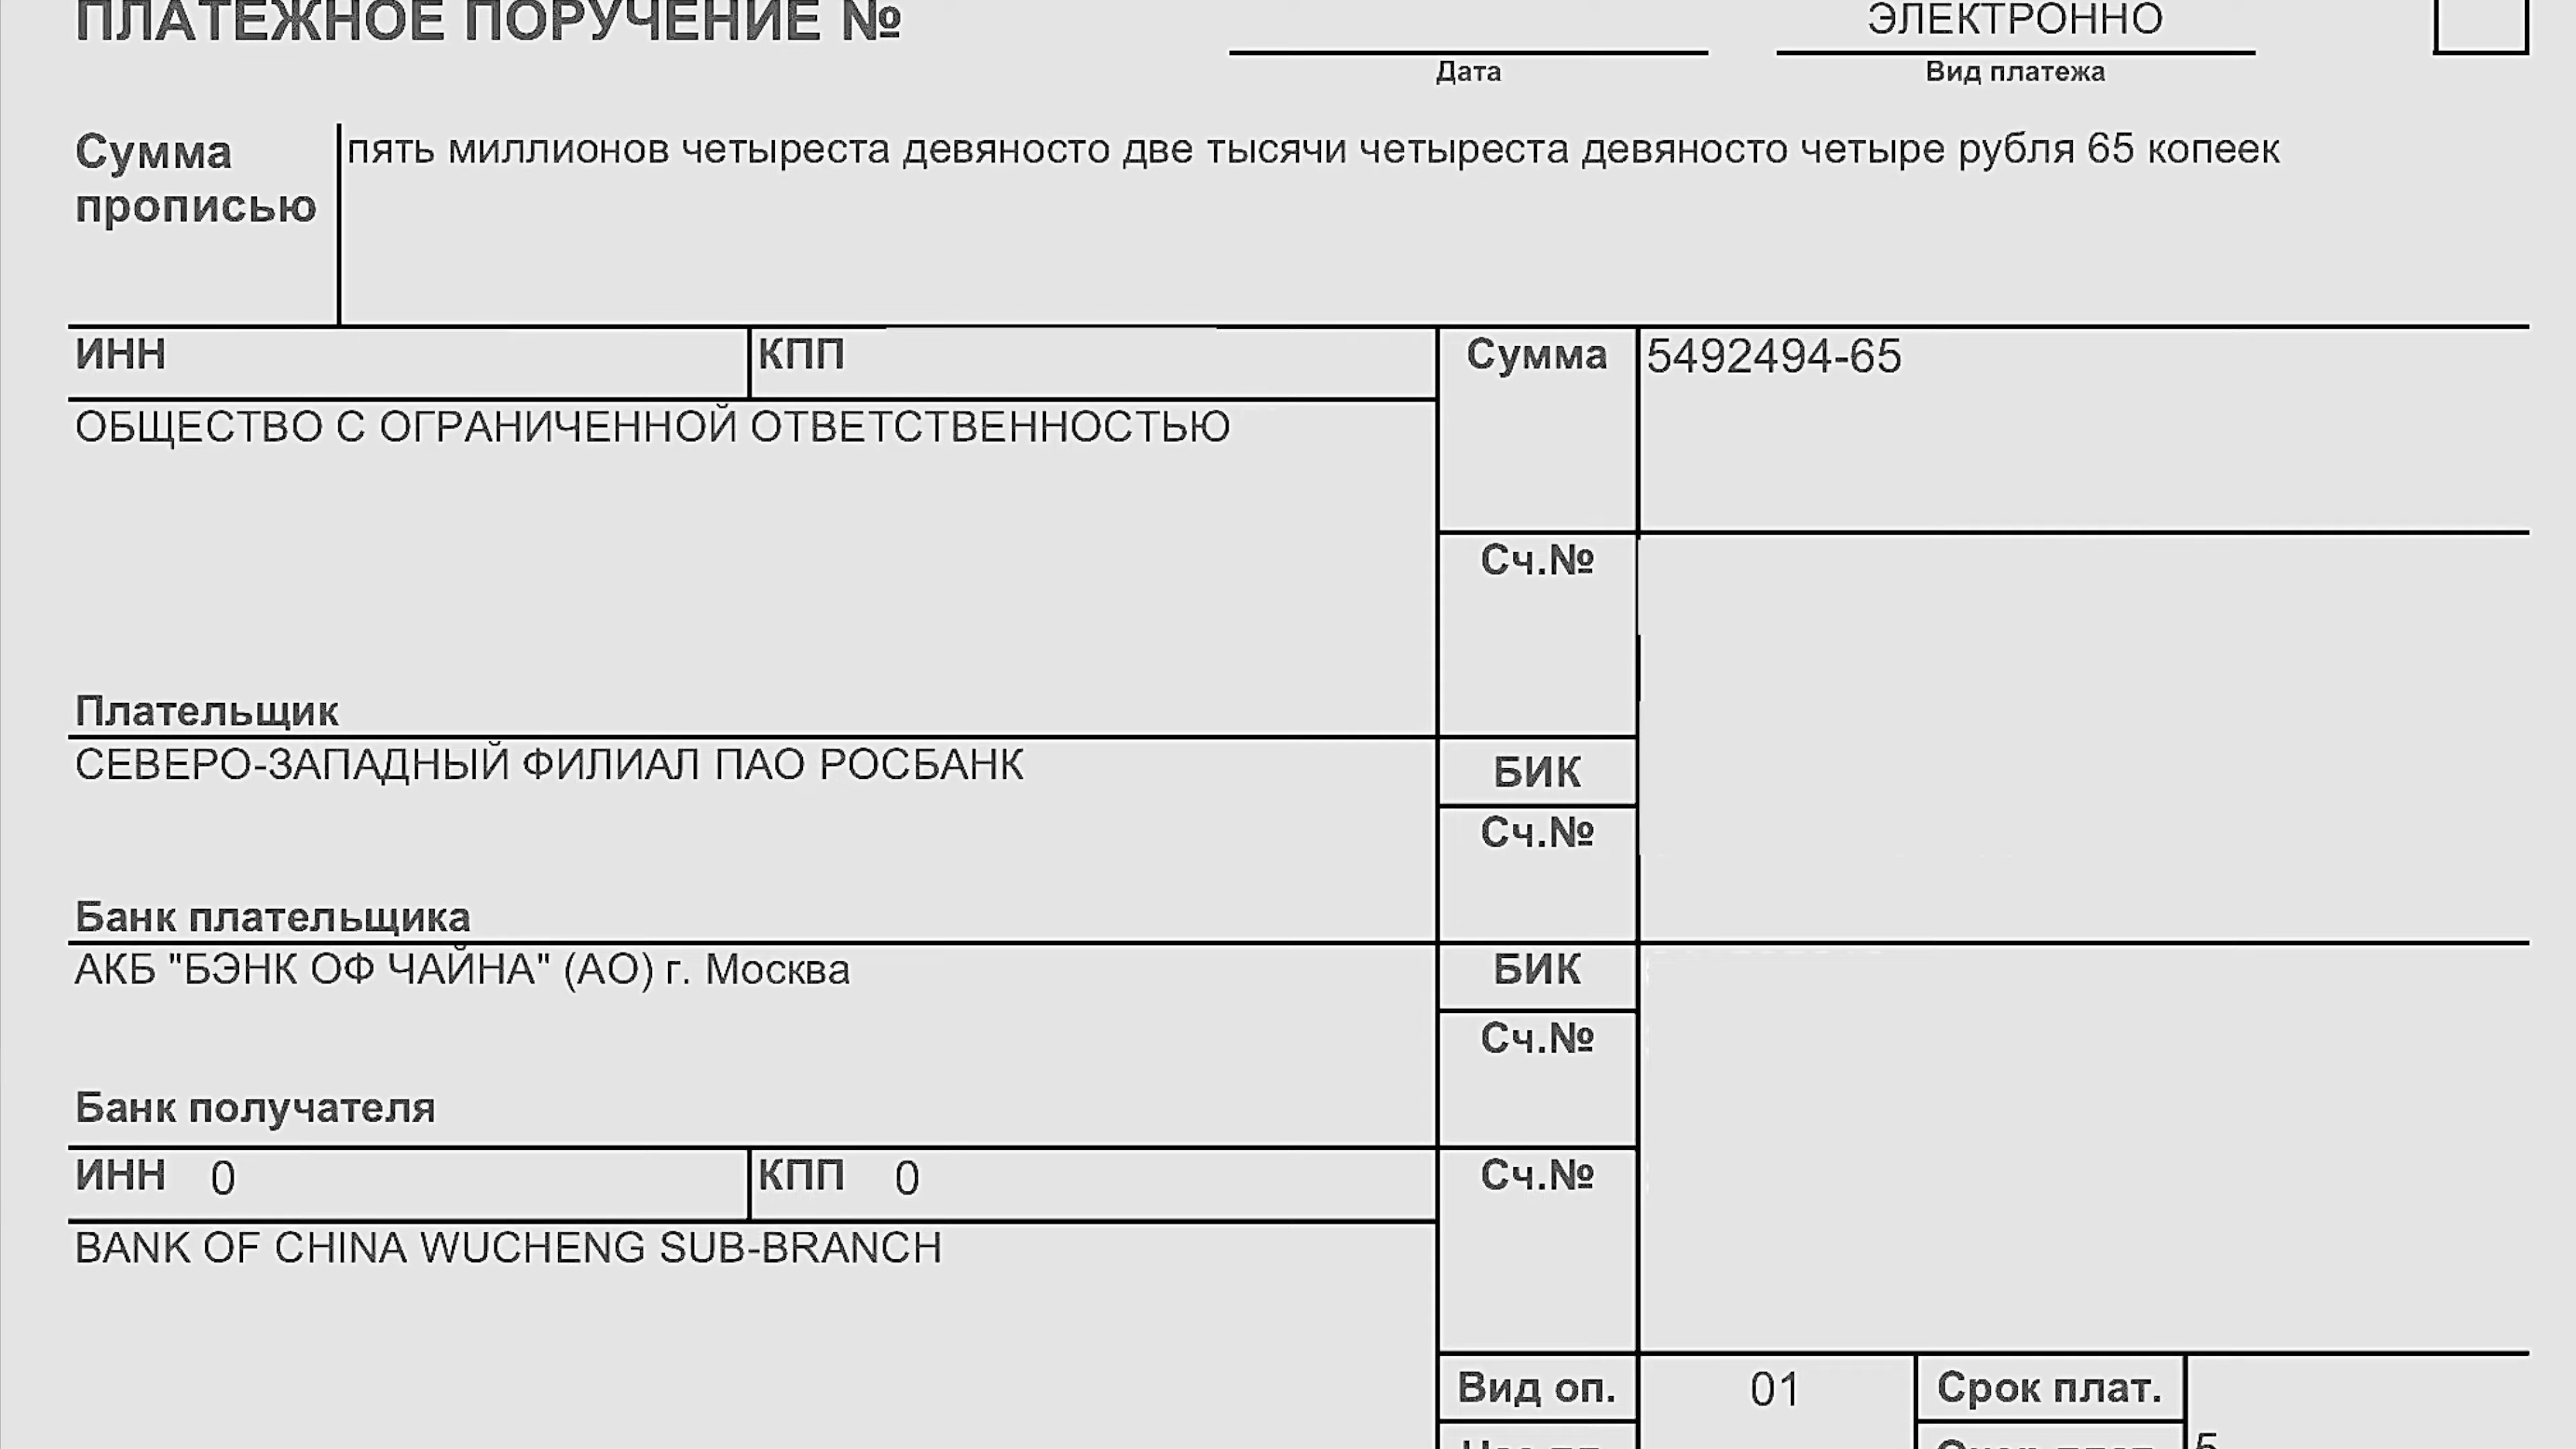 ПЛАТЕЖНОЕ ПОРУЧЕНИЕ №
ЭЛЕКТРОННО
Дата
Вид платежа
Сумма прописью
пять миллионов четыреста девяносто две тысячи четыреста девяносто четыре рубля 65 копеек
ИНН
КПП
Сумма
5492494-65
ОБЩЕСТВО С ОГРАНИЧЕННОЙ ОТВЕТСТВЕННОСТЬЮ
Сч.№
Плательщик
СЕВЕРО-ЗАПАДНЫЙ ФИЛИАЛ ПАО РОСБАНК
БИК
Сч.№
Банк плательщика
АКБ "БЭНК ОФ ЧАЙНА" (АО) г. Москва
БИК
Сч.№
Банк получателя
ИНН 0
КПП 0
Сч.№
BANK OF CHINA WUCHENG SUB-BRANCH
Вид оп.
01
Срок плат.